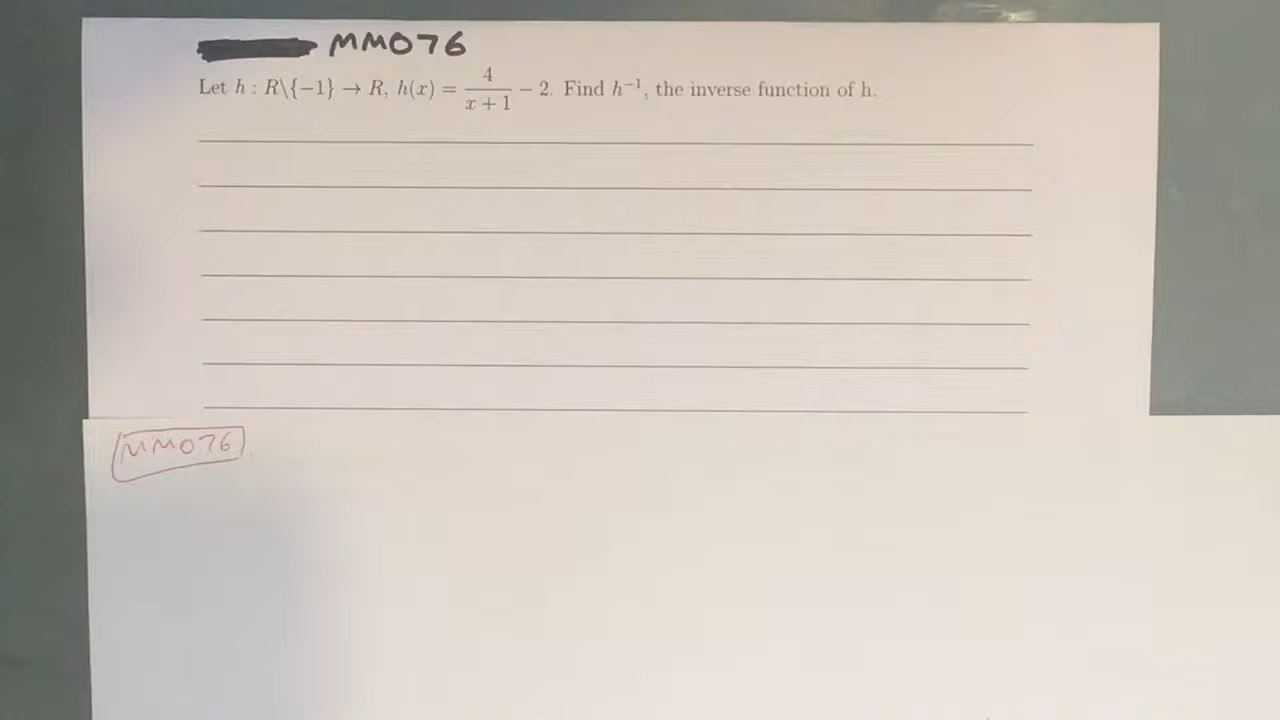 MM076
Let h : R\{−1} → R, h(x) = 4/(x + 1) − 2. Find h⁻¹, the inverse function of h.
MM076